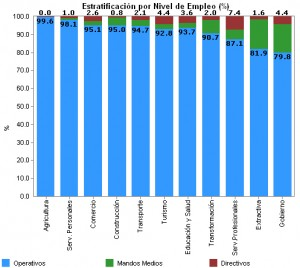 Estratificación por Nivel de Empleo (%)
0.0 1.0 2.6 0.8 2.1 4.4 3.6 2.0 7.4 1.6 4.4
100.0
90.0
80.0
70.0
60.0
50.0
40.0
30.0
20.0
10.0
0.0
%
99.6 98.1 95.1 95.0 94.7 92.0 93.7 90.7 87.1 81.9 79.8
Agricultura
Serv. Personales
Comercio
Construcción
Transporte
Turismo
Educación y Salud
Transformación
Serv.Profesionales
Extractiva
Gobierno
Operativos Mandos Medios Directivos